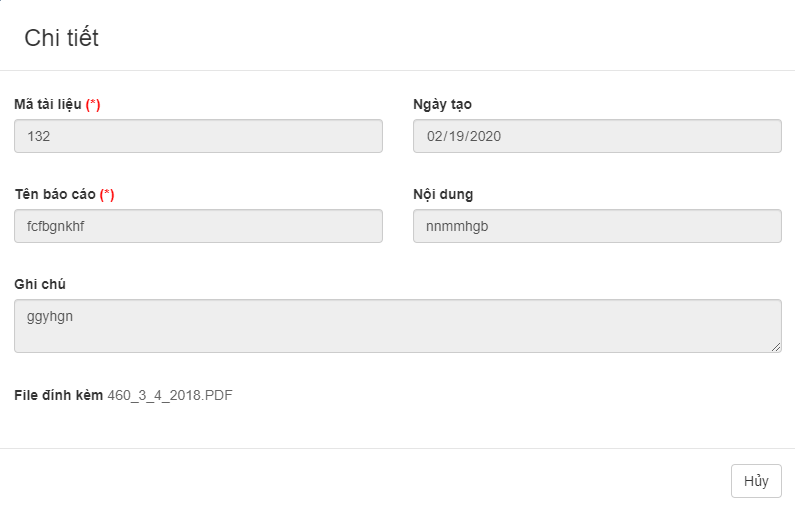 Chi tiết
Mã tài liệu (*)
Ngày tạo
132
02/19/2020
Tên báo cáo (*)
Nội dung
fcfbgnkhf
nnmmhgb
Ghi chú
ggyhgn
File đính kèm 460_3_4_2018.PDF
Hủy